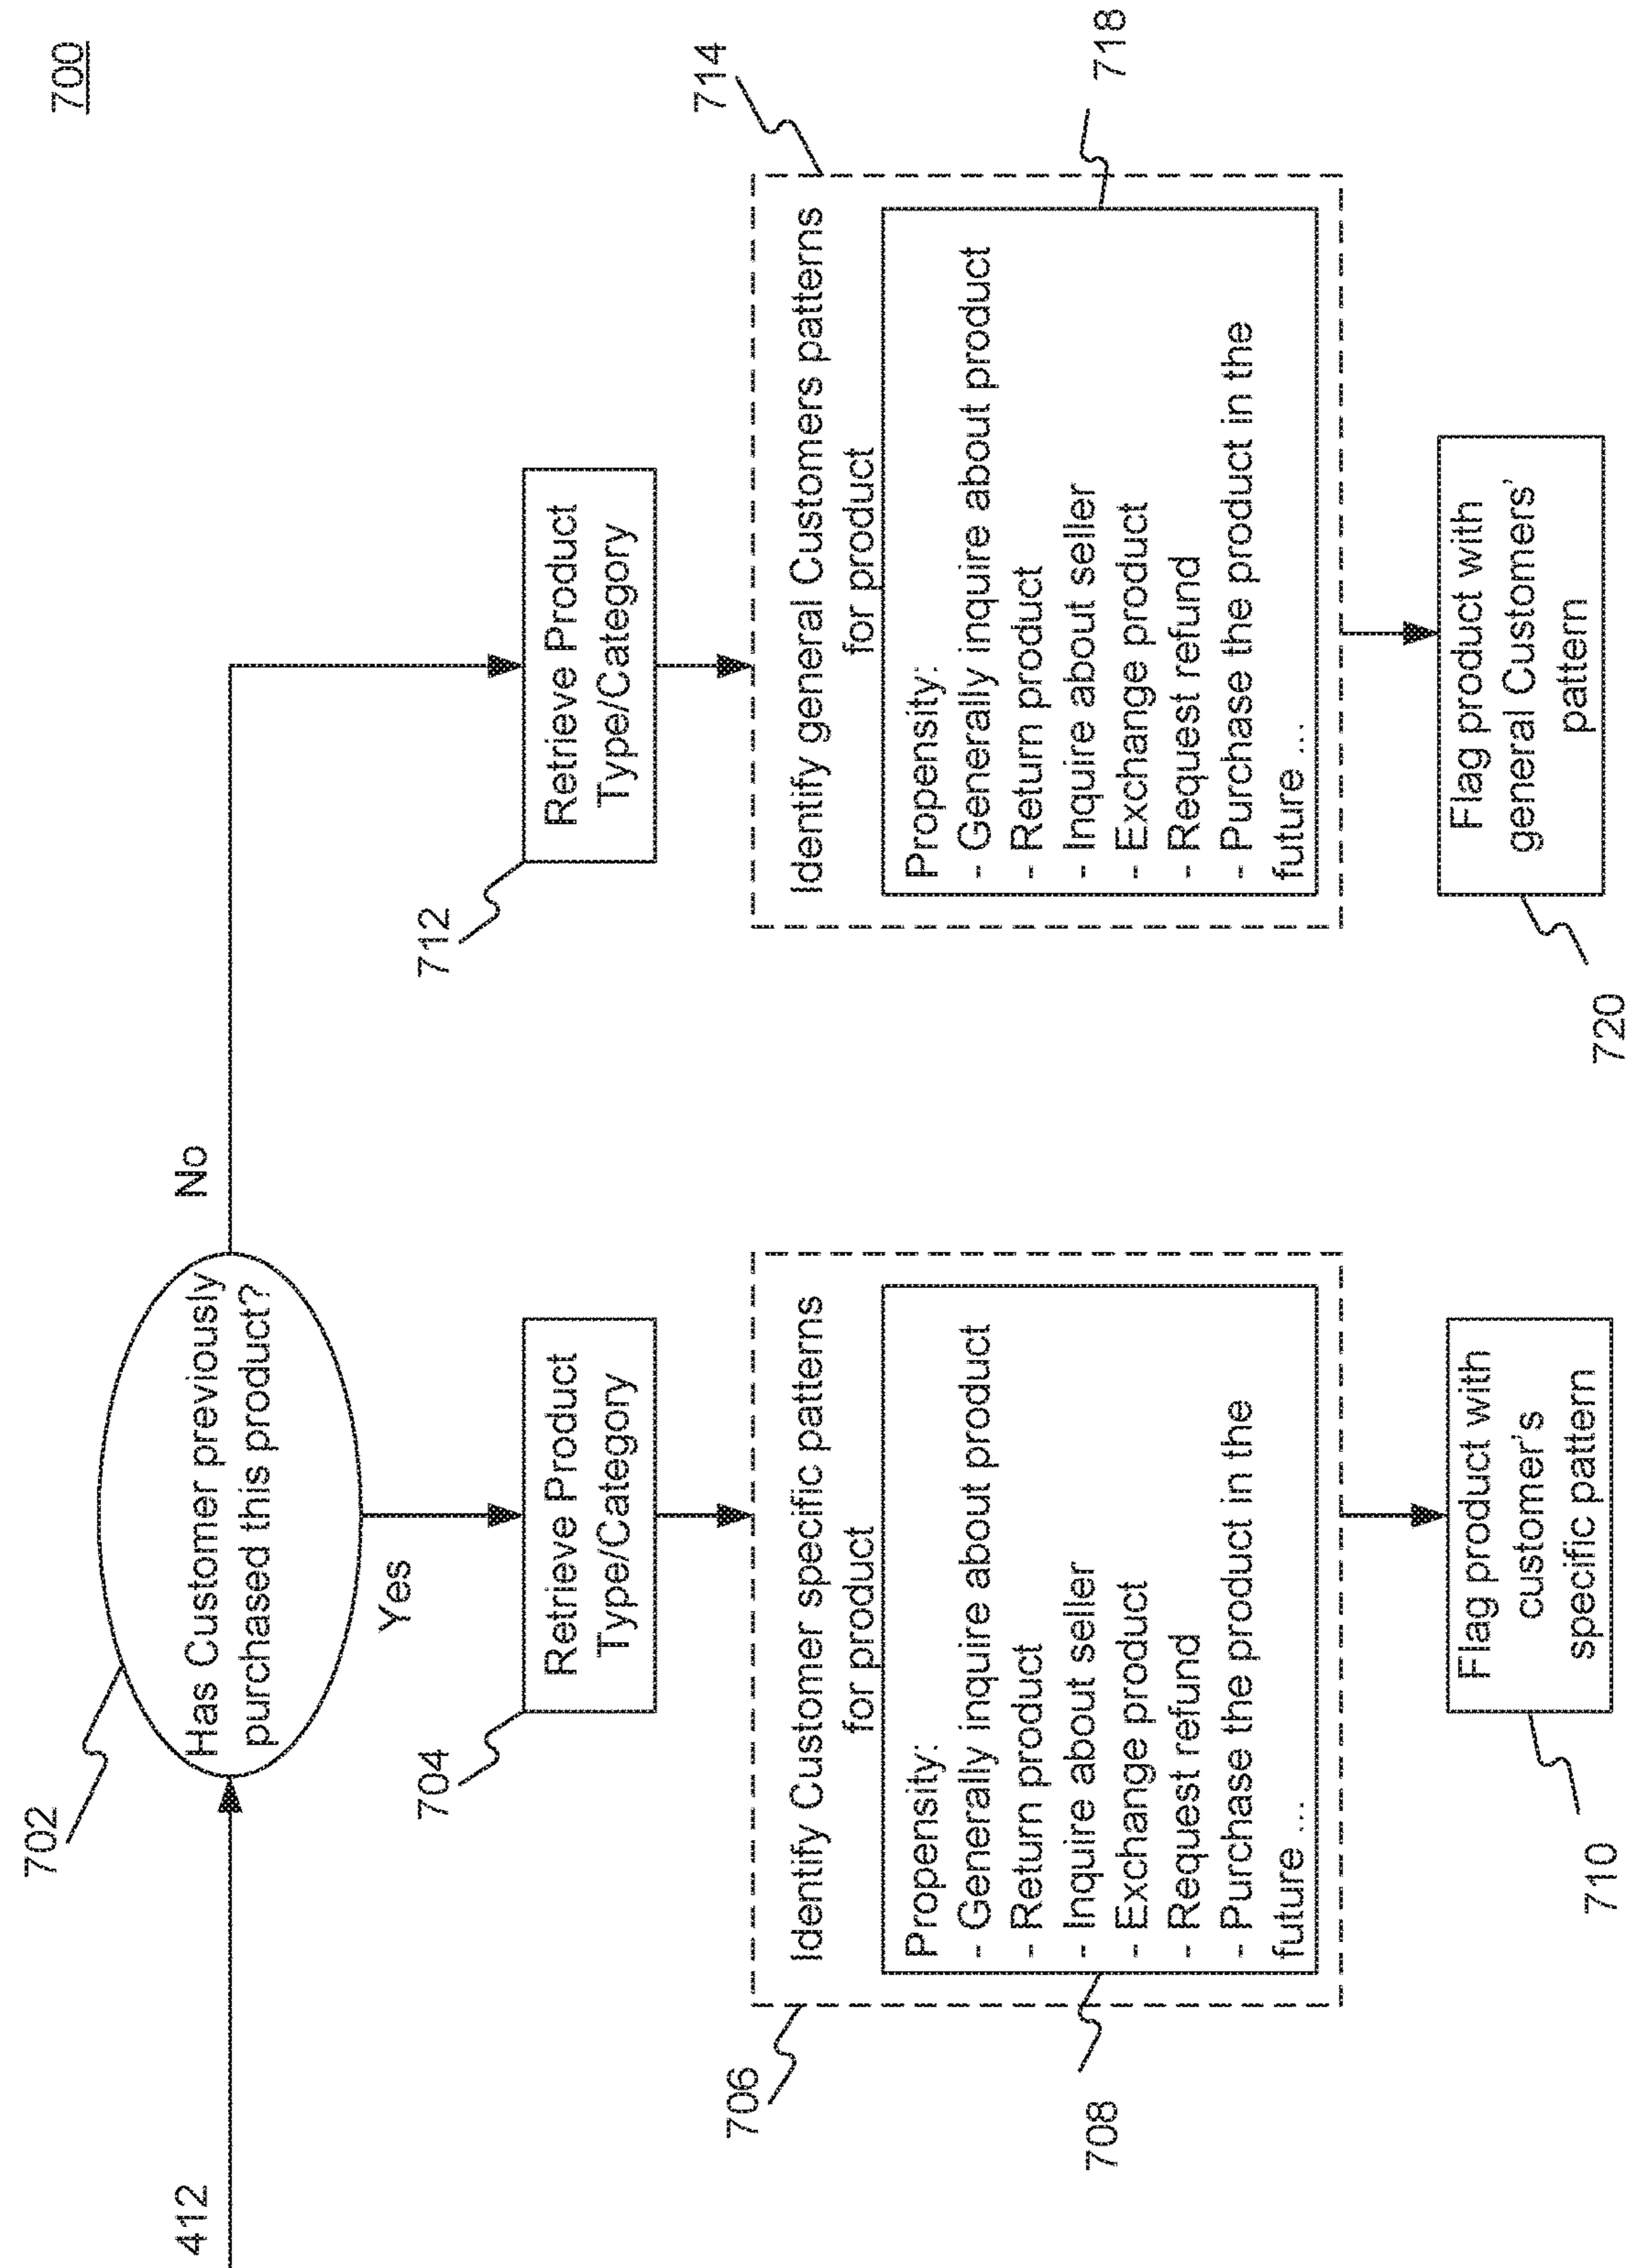 700
412
702
Has Customer previously
purchased this product?
No
Yes
704
Retrieve Product
Type/Category
706
Identify Customer specific patterns
for product
708
Propensity:
- Generally inquire about product
- Return product
- Inquire about seller
- Exchange product
- Request refund
- Purchase the product in the
future ...
710
Flag product with
customer's
specific pattern
712
Retrieve Product
Type/Category
714
Identify general Customers patterns
for product
718
Propensity:
- Generally inquire about product
- Return product
- Inquire about seller
- Exchange product
- Request refund
- Purchase the product in the
future ...
720
Flag product with
general Customers'
pattern